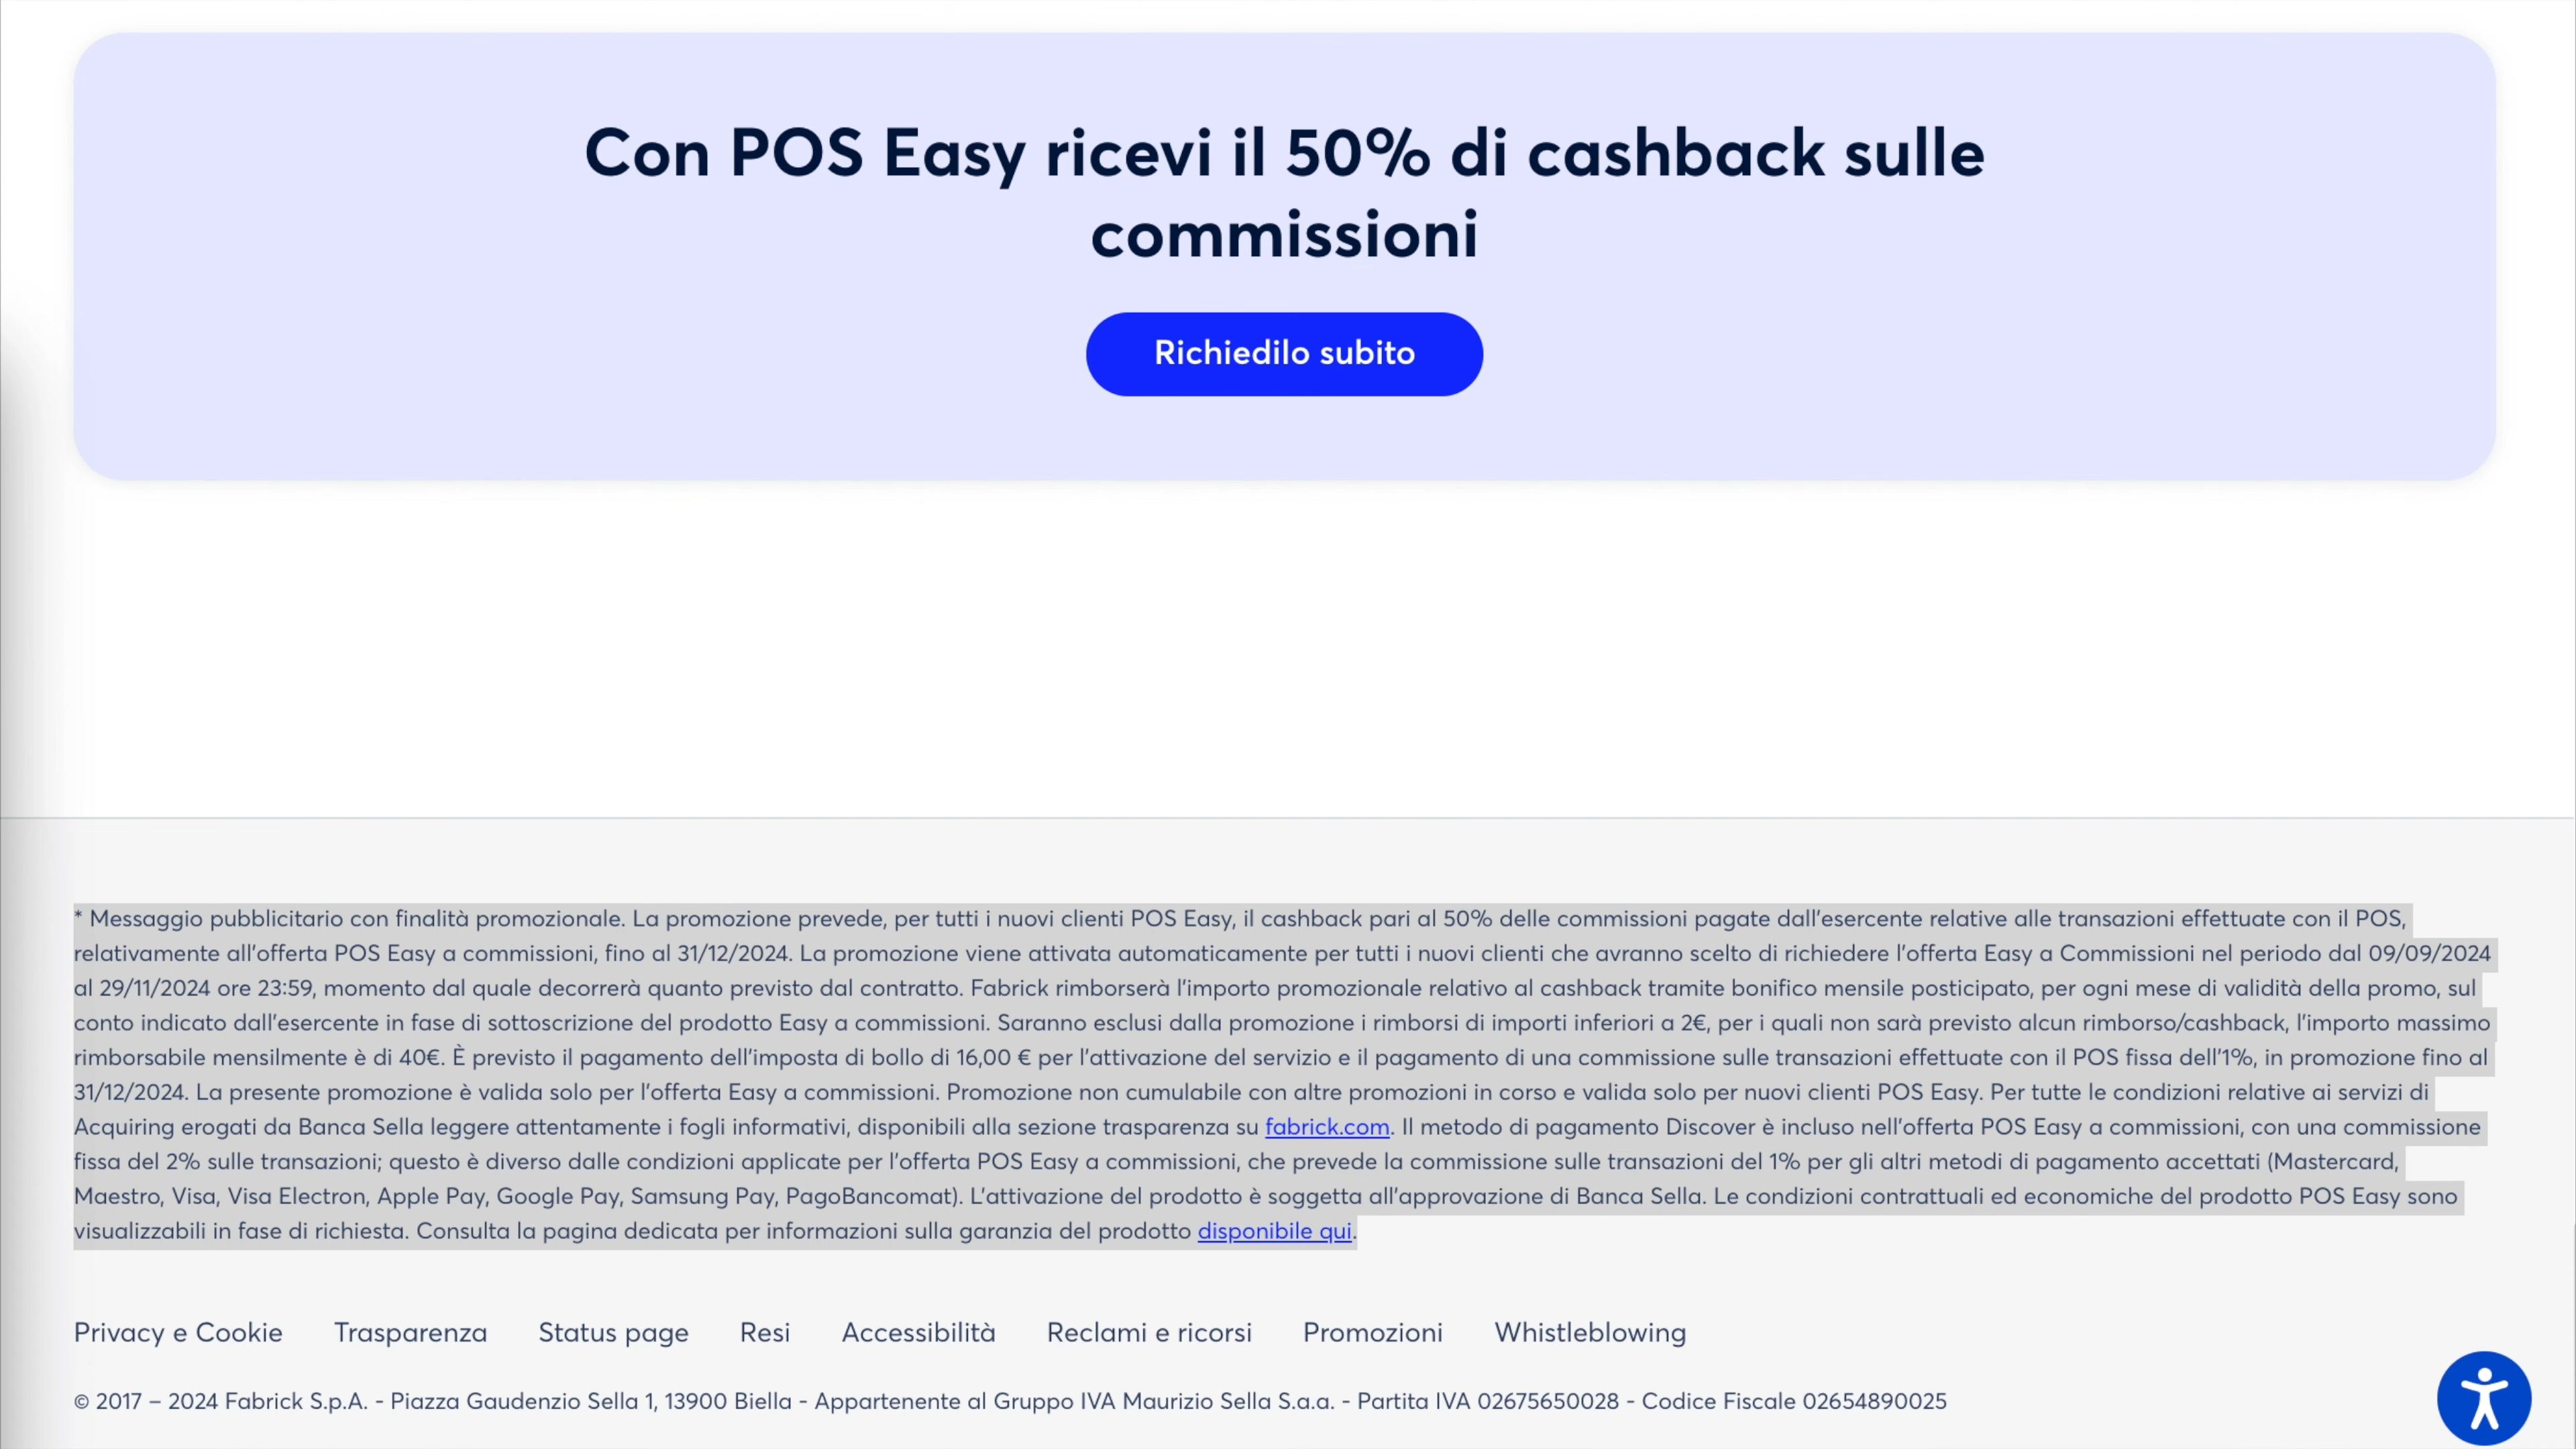 Con POS Easy ricevi il 50% di cashback sulle
commissioni
Richiedilo subito
* Messaggio pubblicitario con finalità promozionale. La promozione prevede, per tutti i nuovi clienti POS Easy, il cashback pari al 50% delle commissioni pagate dall'esercente relative alle transazioni effettuate con il POS,
relativamente all'offerta POS Easy a commissioni, fino al 31/12/2024. La promozione viene attivata automaticamente per tutti i nuovi clienti che avranno scelto di richiedere l'offerta Easy a Commissioni nel periodo dal 09/09/2024
al 29/11/2024 ore 23:59, momento dal quale decorrerà quanto previsto dal contratto. Fabrick rimborserà l'importo promozionale relativo al cashback tramite bonifico mensile posticipato, per ogni mese di validità della promo, sul
conto indicato dall'esercente in fase di sottoscrizione del prodotto Easy a commissioni. Saranno esclusi dalla promozione i rimborsi di importi inferiori a 2€, per i quali non sarà previsto alcun rimborso/cashback, l'importo massimo
rimborsabile mensilmente è di 40€. È previsto il pagamento dell'imposta di bollo di 16,00 € per l'attivazione del servizio e il pagamento di una commissione sulle transazioni effettuate con il POS fissa dell'1%, in promozione fino al
31/12/2024. La presente promozione è valida solo per l'offerta Easy a commissioni. Promozione non cumulabile con altre promozioni in corso e valida solo per nuovi clienti POS Easy. Per tutte le condizioni relative ai servizi di
Acquiring erogati da Banca Sella leggere attentamente i fogli informativi, disponibili alla sezione trasparenza su fabrick.com. Il metodo di pagamento Discover è incluso nell'offerta POS Easy a commissioni, con una commissione
fissa del 2% sulle transazioni; questo è diverso dalle condizioni applicate per l'offerta POS Easy a commissioni, che prevede la commissione sulle transazioni del 1% per gli altri metodi di pagamento accettati (Mastercard,
Maestro, Visa, Visa Electron, Apple Pay, Google Pay, Samsung Pay, PagoBancomat). L'attivazione del prodotto è soggetta all'approvazione di Banca Sella. Le condizioni contrattuali ed economiche del prodotto POS Easy sono
visualizzabili in fase di richiesta. Consulta la pagina dedicata per informazioni sulla garanzia del prodotto disponibile qui.
Privacy e Cookie Trasparenza Status page Resi Accessibilità Reclami e ricorsi Promozioni Whistleblowing
© 2017 – 2024 Fabrick S.p.A. - Piazza Gaudenzio Sella 1, 13900 Biella - Appartenente al Gruppo IVA Maurizio Sella S.a.a. - Partita IVA 02675650028 - Codice Fiscale 02654890025